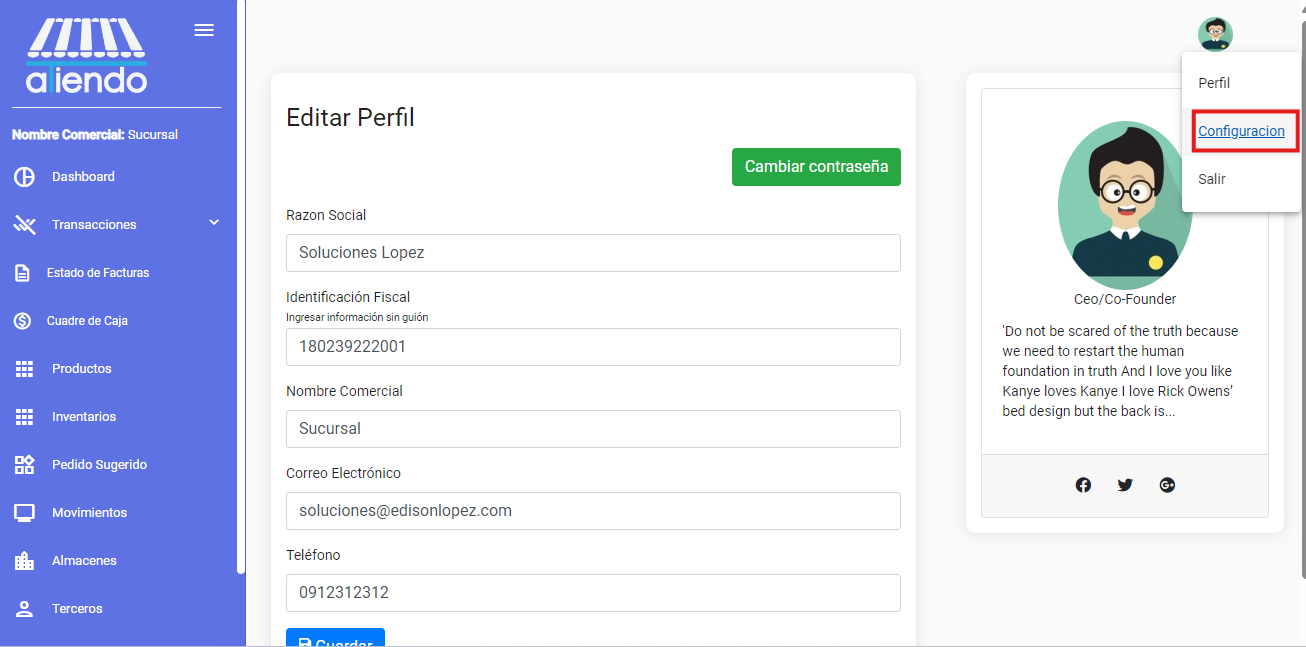 aTiendo
Nombre Comercial: Sucursal
Dashboard
Transacciones
Estado de Facturas
Cuadre de Caja
Productos
Inventarios
Pedido Sugerido
Movimientos
Almacenes
Terceros
Editar Perfil
Cambiar contraseña
Razon Social
Soluciones Lopez
Identificación Fiscal
Ingresar información sin guión
180239222001
Nombre Comercial
Sucursal
Correo Electrónico
soluciones@edisonlopez.com
Teléfono
0912312312
Guardar
Perfil
Configuracion
Salir
Ceo/Co-Founder
'Do not be scared of the truth because
we need to restart the human
foundation in truth And I love you like
Kanye loves Kanye I love Rick Owens’
bed design but the back is...